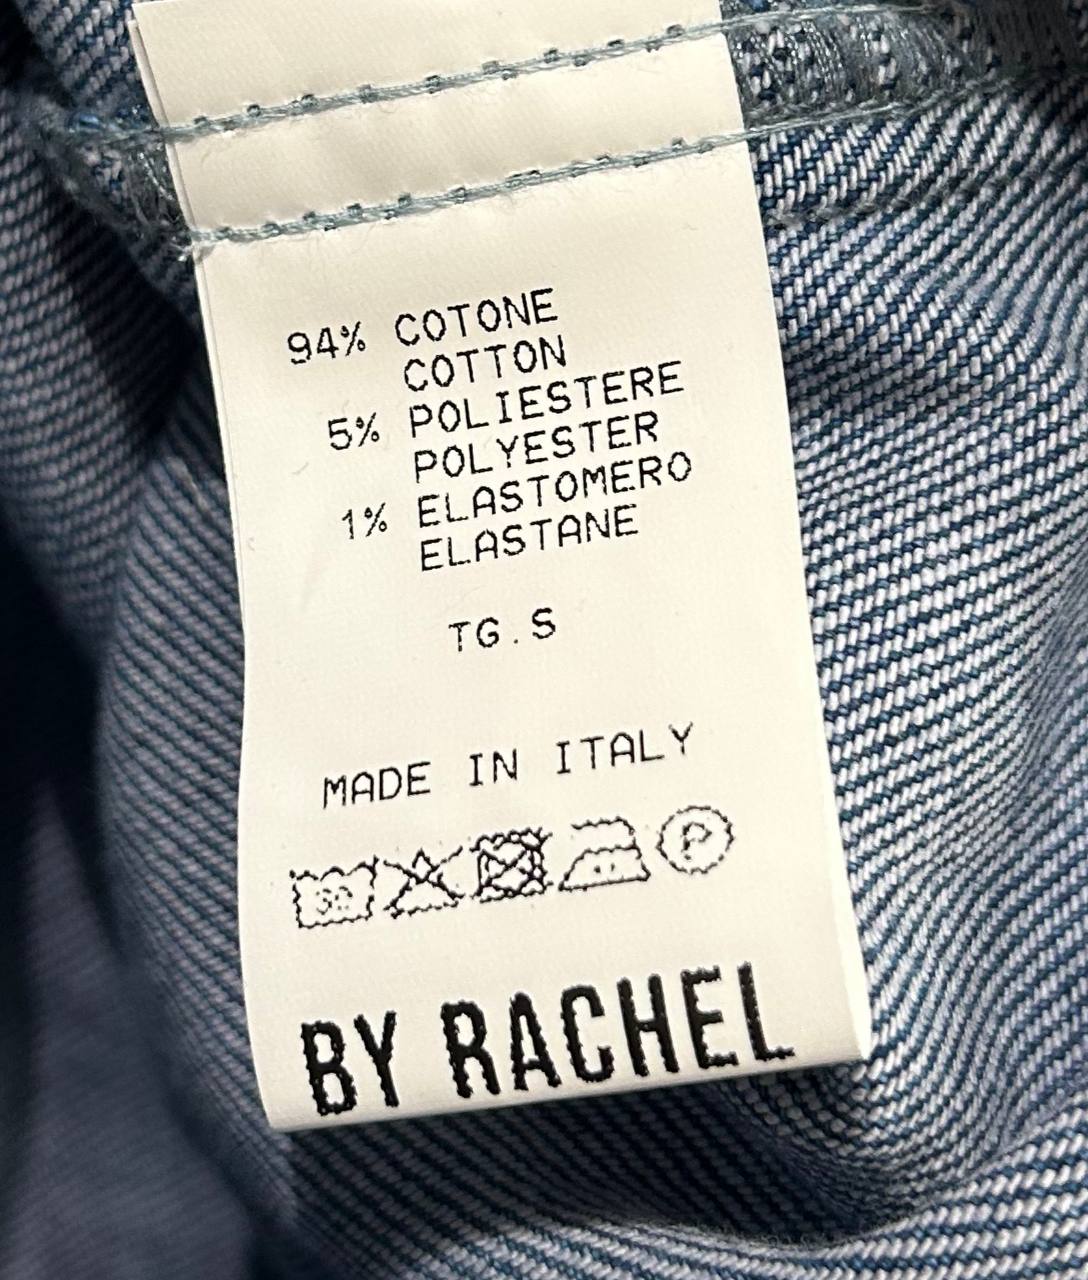 94% COTONE
COTTON
5% POLIESTERE
POLYESTER
1% ELASTOMERO
ELASTANE
TG.S
MADE IN ITALY
30 P
BY RACHEL